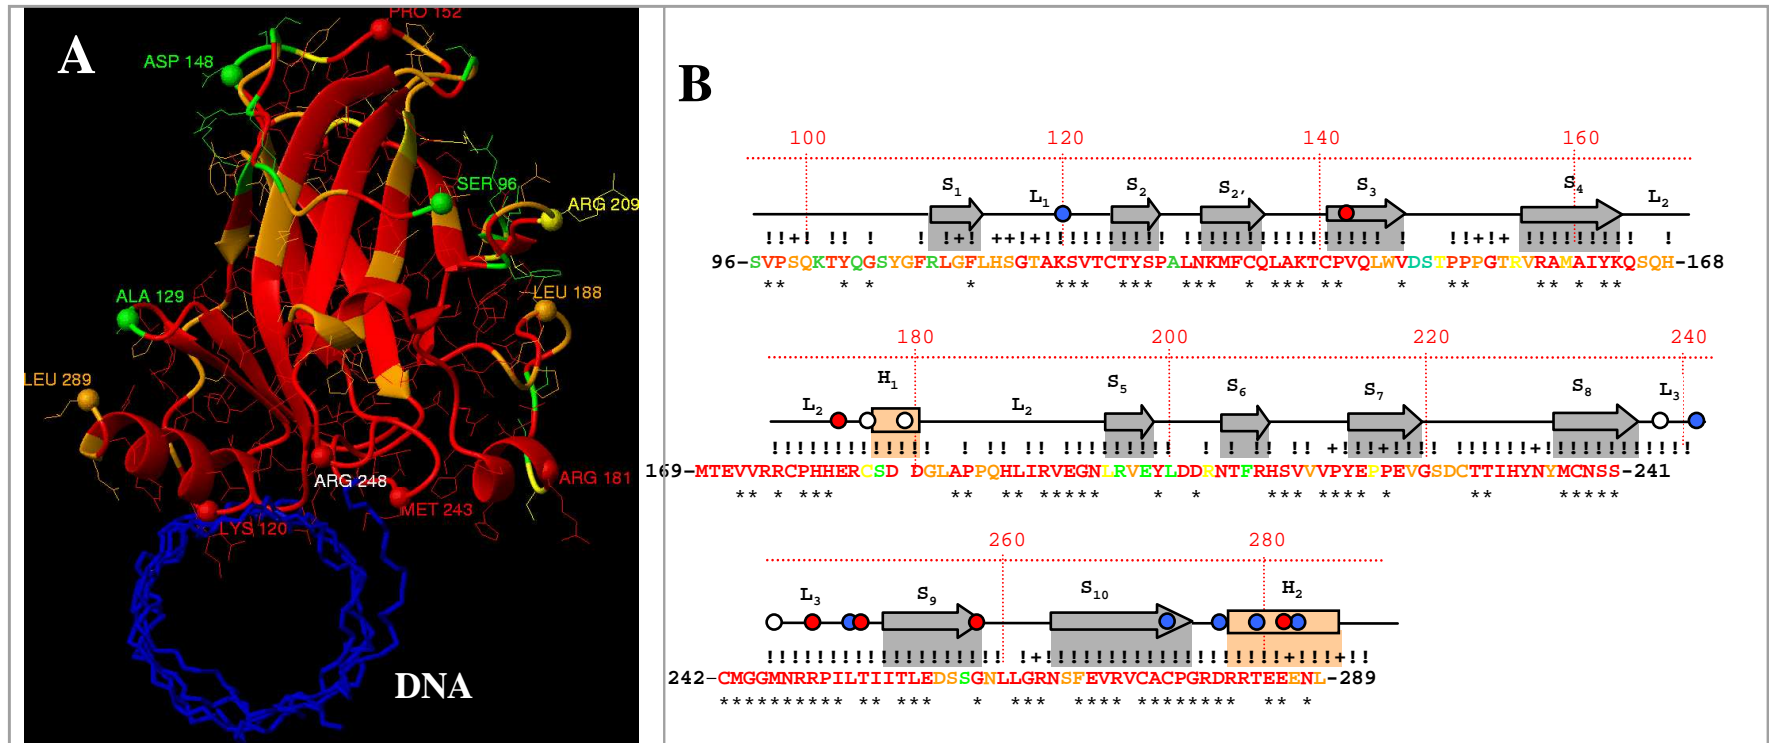 A
PRO 152
ASP 148
SER 96
ARG 209
ALA 129
LEU 188
LEU 289
ARG 248
ARG 181
MET 243
LYS 120
DNA
B
100 120 140 160
S1 L1 S2 S2' S3 S4 L2
96-SVPSQKTYQGSYGFRLGFLHSGTAKSVTCTYSPALNKMFCQLAKTCPVQLWVDSTPPPGTRVRAMAIYKQSQH-168
180 200 220 240
L2 H1 L2 S5 S6 S7 S8 L3
169-MTEVVRRCPHHERCSD DGLAPPQHLIRVEGNLRVEYLDDRNTFRHSVVVPYEPPEVGSDCTTIHYNYMCNSS-241
260 280
L3 S9 S10 H2
242-CMGGMNRRPILTIITLEDSSGNLLGRNSFEVRVCACPGRDRRTEEENL-289